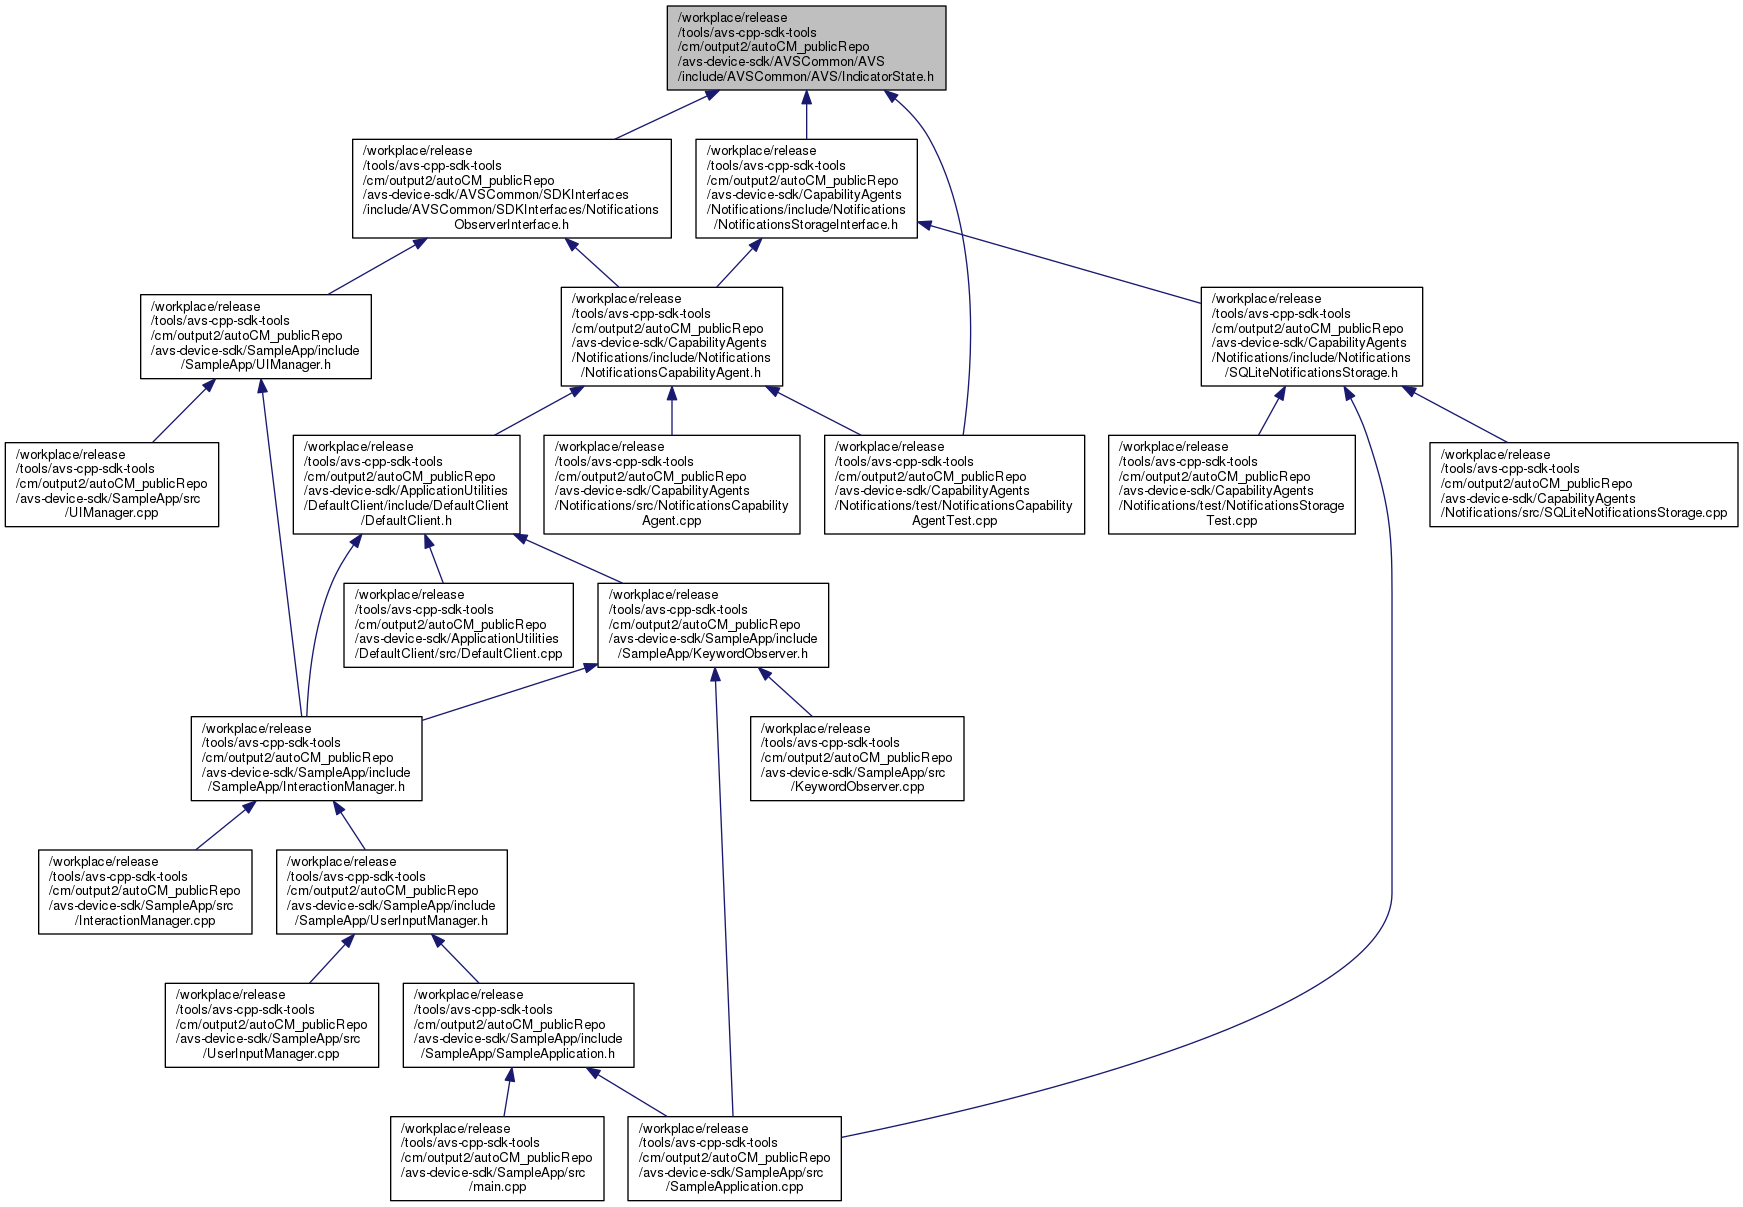 /workplace/release
/tools/avs-cpp-sdk-tools
/cm/output2/autoCM_publicRepo
/avs-device-sdk/AVSCommon/AVS
/include/AVSCommon/AVS/IndicatorState.h
/workplace/release
/tools/avs-cpp-sdk-tools
/cm/output2/autoCM_publicRepo
/avs-device-sdk/AVSCommon/SDKInterfaces
/include/AVSCommon/SDKInterfaces/Notifications
ObserverInterface.h
/workplace/release
/tools/avs-cpp-sdk-tools
/cm/output2/autoCM_publicRepo
/avs-device-sdk/CapabilityAgents
/Notifications/include/Notifications
/NotificationsStorageInterface.h
/workplace/release
/tools/avs-cpp-sdk-tools
/cm/output2/autoCM_publicRepo
/avs-device-sdk/SampleApp/include
/SampleApp/UIManager.h
/workplace/release
/tools/avs-cpp-sdk-tools
/cm/output2/autoCM_publicRepo
/avs-device-sdk/CapabilityAgents
/Notifications/include/Notifications
/NotificationsCapabilityAgent.h
/workplace/release
/tools/avs-cpp-sdk-tools
/cm/output2/autoCM_publicRepo
/avs-device-sdk/CapabilityAgents
/Notifications/include/Notifications
/SQLiteNotificationsStorage.h
/workplace/release
/tools/avs-cpp-sdk-tools
/cm/output2/autoCM_publicRepo
/avs-device-sdk/SampleApp/src
/UIManager.cpp
/workplace/release
/tools/avs-cpp-sdk-tools
/cm/output2/autoCM_publicRepo
/avs-device-sdk/ApplicationUtilities
/DefaultClient/include/DefaultClient
/DefaultClient.h
/workplace/release
/tools/avs-cpp-sdk-tools
/cm/output2/autoCM_publicRepo
/avs-device-sdk/CapabilityAgents
/Notifications/src/NotificationsCapability
Agent.cpp
/workplace/release
/tools/avs-cpp-sdk-tools
/cm/output2/autoCM_publicRepo
/avs-device-sdk/CapabilityAgents
/Notifications/test/NotificationsCapability
AgentTest.cpp
/workplace/release
/tools/avs-cpp-sdk-tools
/cm/output2/autoCM_publicRepo
/avs-device-sdk/CapabilityAgents
/Notifications/test/NotificationsStorage
Test.cpp
/workplace/release
/tools/avs-cpp-sdk-tools
/cm/output2/autoCM_publicRepo
/avs-device-sdk/CapabilityAgents
/Notifications/src/SQLiteNotificationsStorage.cpp
/workplace/release
/tools/avs-cpp-sdk-tools
/cm/output2/autoCM_publicRepo
/avs-device-sdk/ApplicationUtilities
/DefaultClient/src/DefaultClient.cpp
/workplace/release
/tools/avs-cpp-sdk-tools
/cm/output2/autoCM_publicRepo
/avs-device-sdk/SampleApp/include
/SampleApp/KeywordObserver.h
/workplace/release
/tools/avs-cpp-sdk-tools
/cm/output2/autoCM_publicRepo
/avs-device-sdk/SampleApp/include
/SampleApp/InteractionManager.h
/workplace/release
/tools/avs-cpp-sdk-tools
/cm/output2/autoCM_publicRepo
/avs-device-sdk/SampleApp/src
/KeywordObserver.cpp
/workplace/release
/tools/avs-cpp-sdk-tools
/cm/output2/autoCM_publicRepo
/avs-device-sdk/SampleApp/src
/InteractionManager.cpp
/workplace/release
/tools/avs-cpp-sdk-tools
/cm/output2/autoCM_publicRepo
/avs-device-sdk/SampleApp/include
/SampleApp/UserInputManager.h
/workplace/release
/tools/avs-cpp-sdk-tools
/cm/output2/autoCM_publicRepo
/avs-device-sdk/SampleApp/src
/UserInputManager.cpp
/workplace/release
/tools/avs-cpp-sdk-tools
/cm/output2/autoCM_publicRepo
/avs-device-sdk/SampleApp/include
/SampleApp/SampleApplication.h
/workplace/release
/tools/avs-cpp-sdk-tools
/cm/output2/autoCM_publicRepo
/avs-device-sdk/SampleApp/src
/main.cpp
/workplace/release
/tools/avs-cpp-sdk-tools
/cm/output2/autoCM_publicRepo
/avs-device-sdk/SampleApp/src
/SampleApplication.cpp